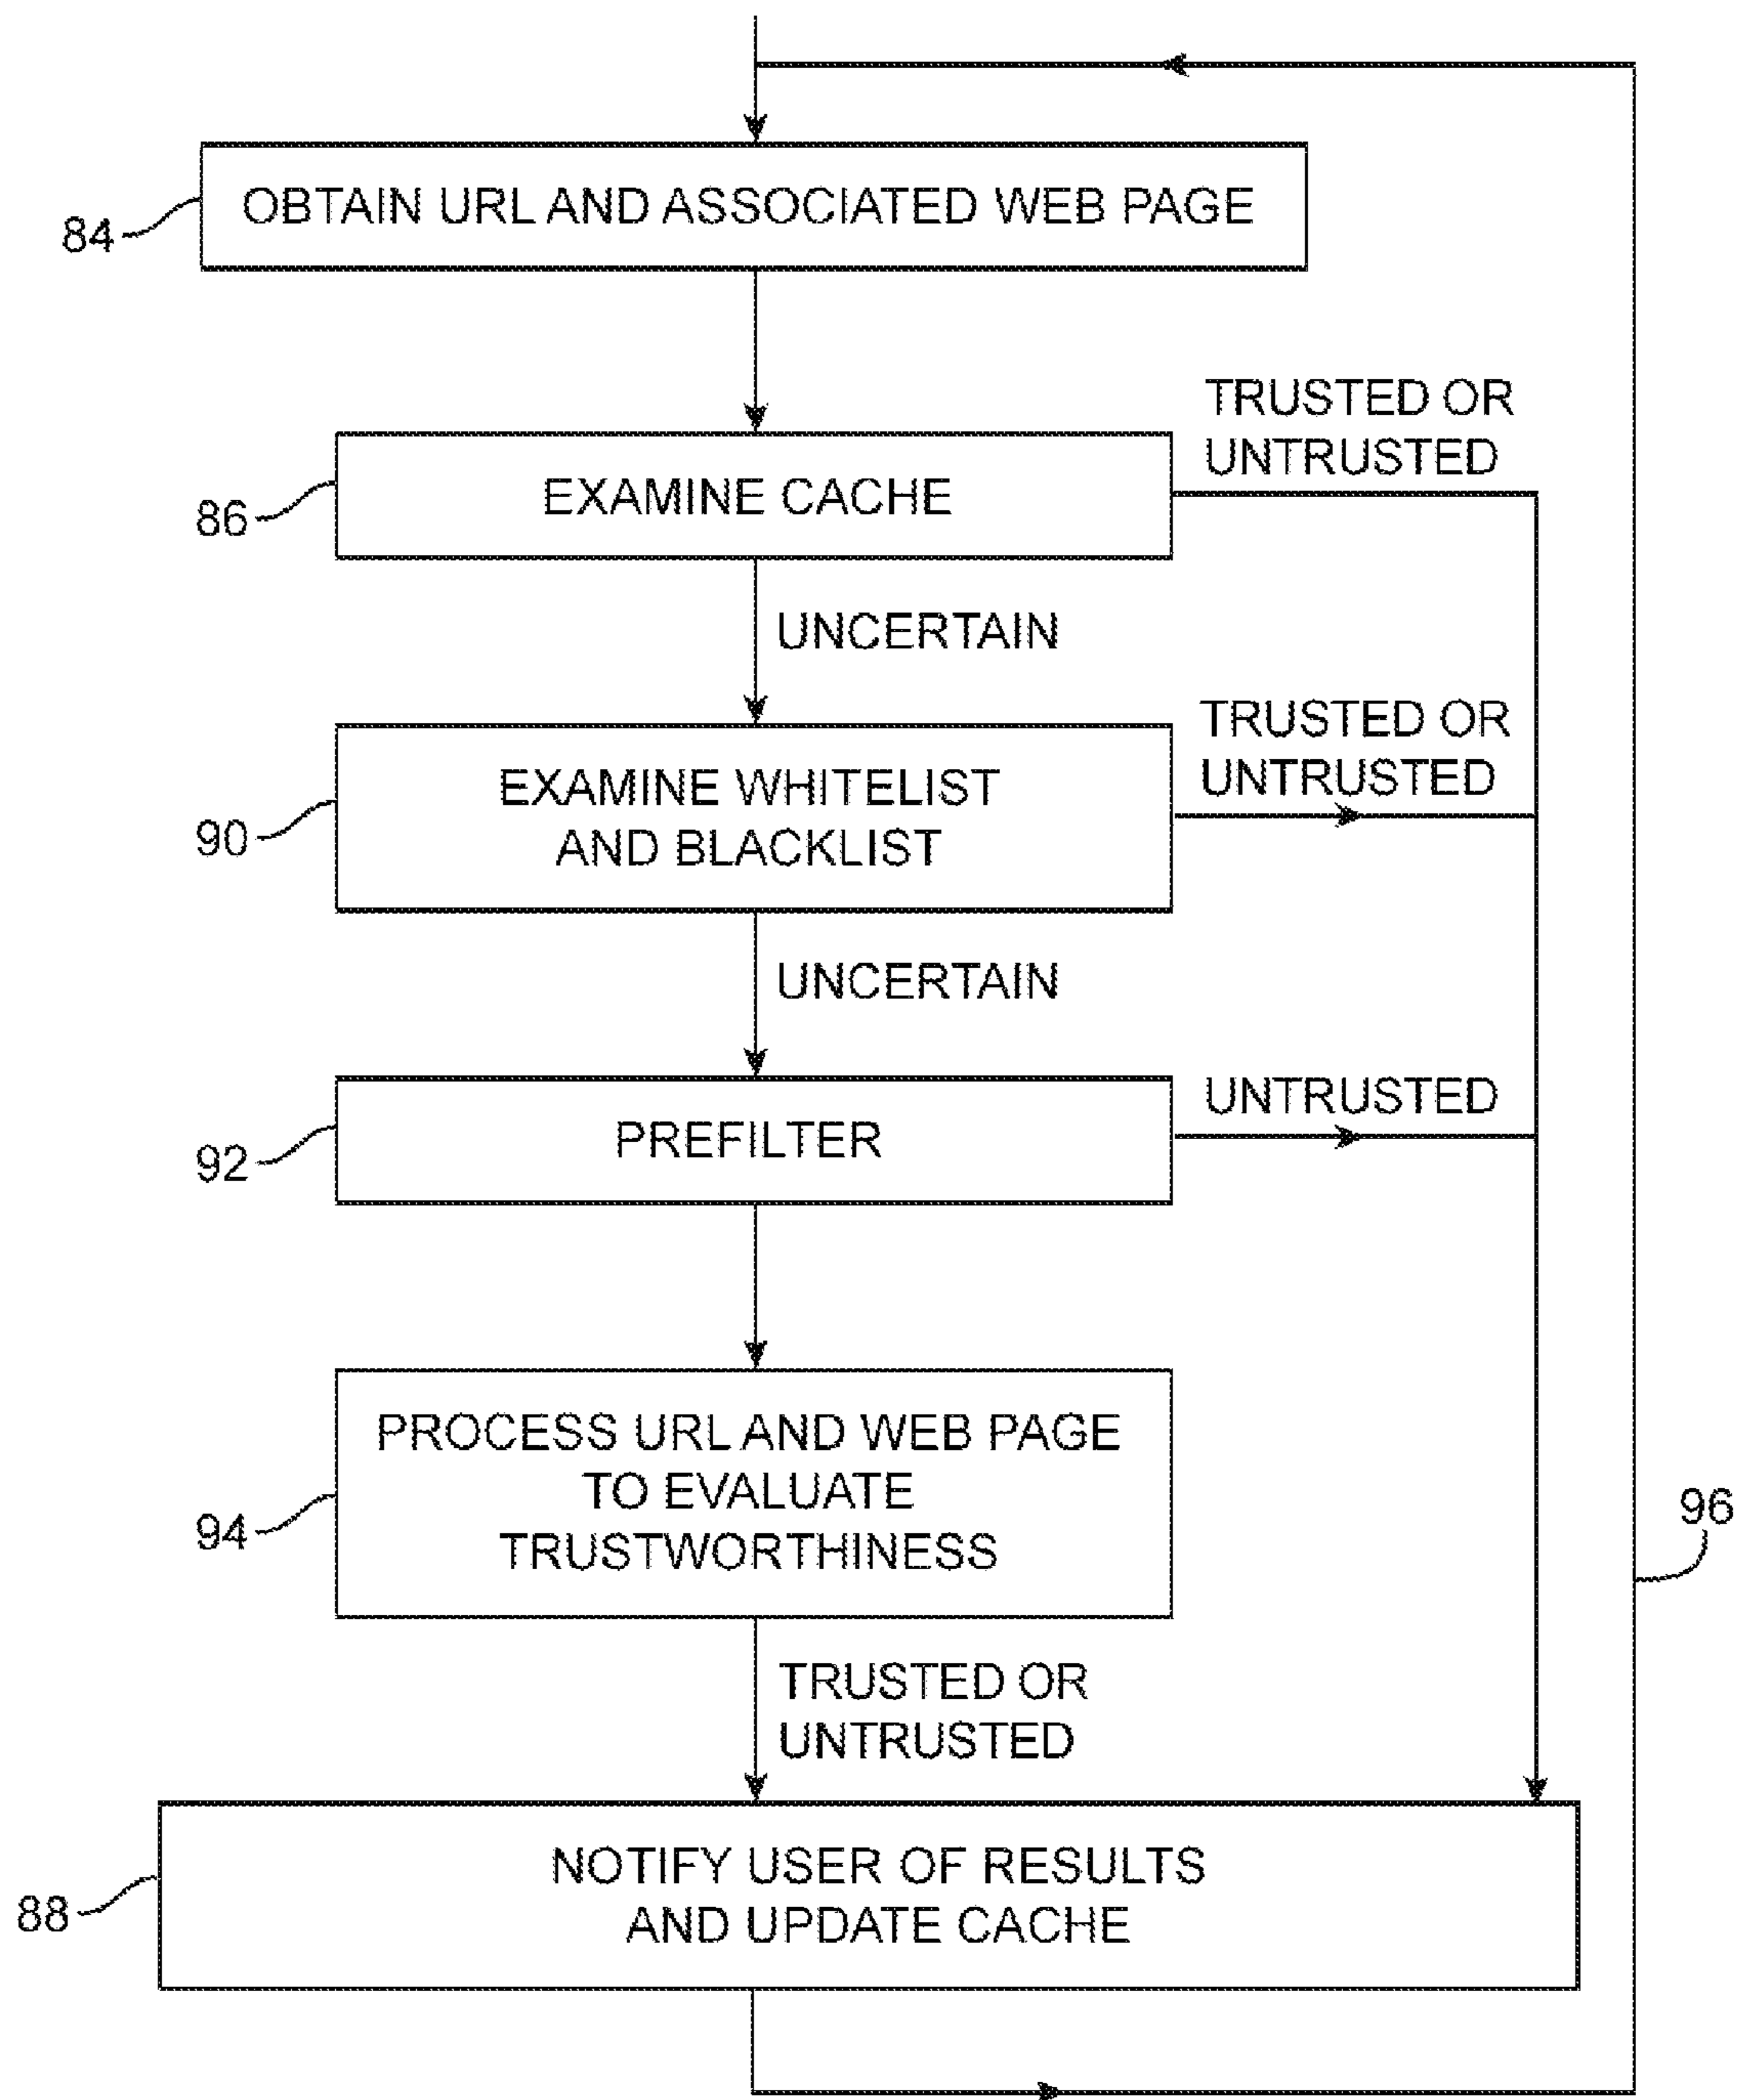 84
OBTAIN URL AND ASSOCIATED WEB PAGE
TRUSTED OR
UNTRUSTED
86
EXAMINE CACHE
UNCERTAIN
TRUSTED OR
UNTRUSTED
90
EXAMINE WHITELIST
AND BLACKLIST
UNCERTAIN
UNTRUSTED
92
PREFILTER
94
PROCESS URL AND WEB PAGE
TO EVALUATE
TRUSTWORTHINESS
96
TRUSTED OR
UNTRUSTED
88
NOTIFY USER OF RESULTS
AND UPDATE CACHE